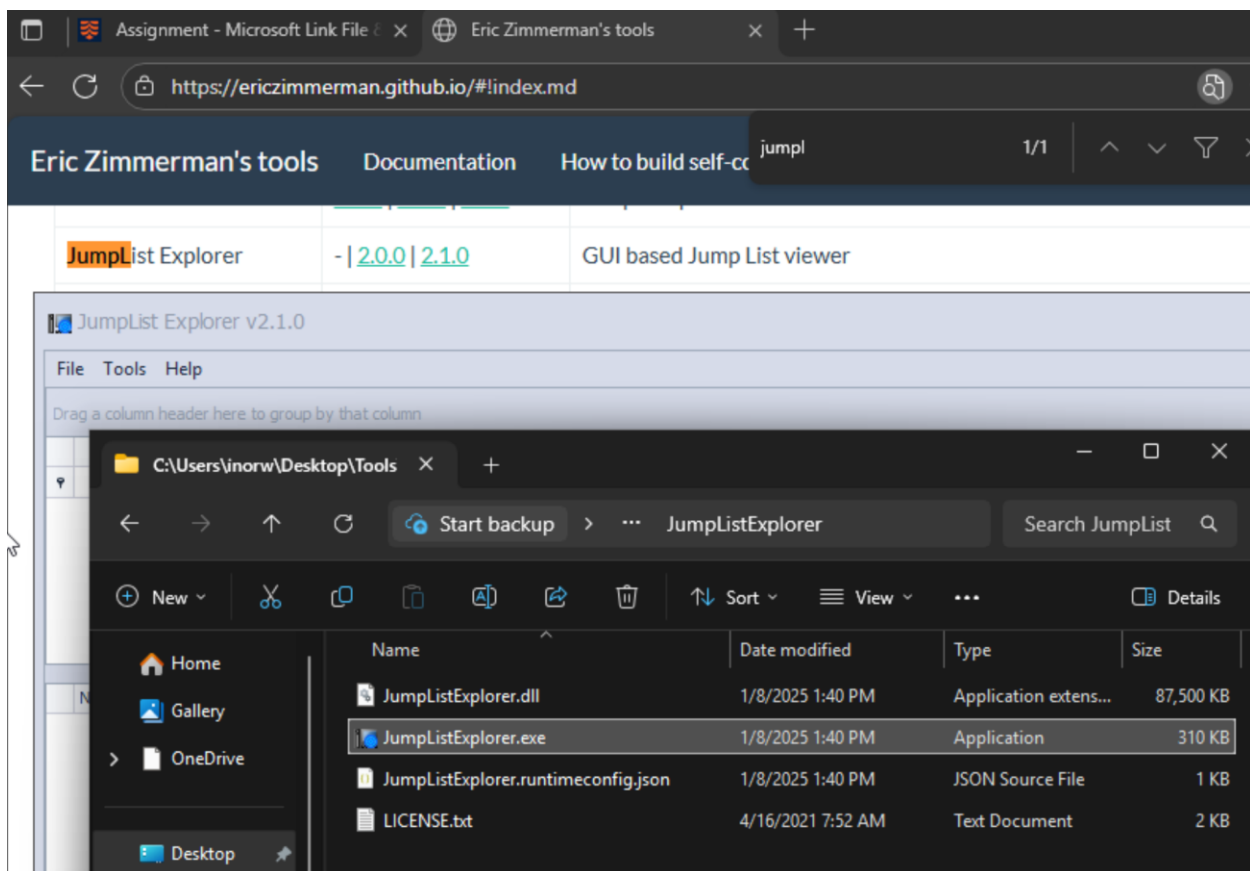 Assignment - Microsoft Link File &
Eric Zimmerman's tools
https://ericzimmerman.github.io/#!index.md
Eric Zimmerman's tools
Documentation
How to build self-co
jumpl
1/1
JumpList Explorer
- | 2.0.0 | 2.1.0
GUI based Jump List viewer
JumpList Explorer v2.1.0
File Tools Help
Drag a column header here to group by that column
C:\Users\inorw\Desktop\Tools
Start backup > ··· JumpListExplorer
Search JumpList
New
Sort
View
Details
Home
Gallery
OneDrive
Desktop
Name Date modified Type Size
JumpListExplorer.dll 1/8/2025 1:40 PM Application extens... 87,500 KB
JumpListExplorer.exe 1/8/2025 1:40 PM Application 310 KB
JumpListExplorer.runtimeconfig.json 1/8/2025 1:40 PM JSON Source File 1 KB
LICENSE.txt 4/16/2021 7:52 AM Text Document 2 KB